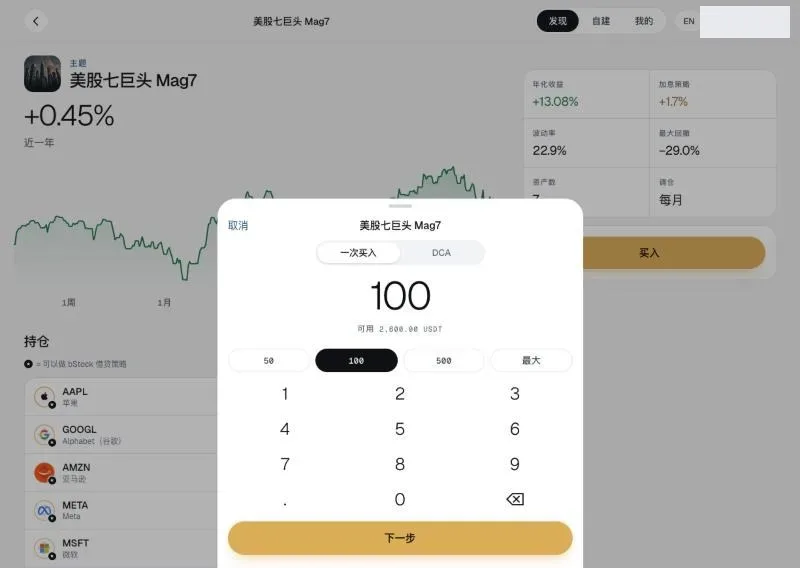 美股七巨头 Mag7
发现
自建
我的
EN
主题
美股七巨头 Mag7
+0.45%
近一年
年化收益
+13.08%
加息策略
+1.7%
波动率
22.9%
最大回撤
-29.0%
资产数
调仓
每月
1周
1月
买入
持仓
= 可以做 bStock 借贷策略
AAPL
苹果
GOOGL
Alphabet（谷歌）
AMZN
亚马逊
META
Meta
MSFT
微软
取消
美股七巨头 Mag7
一次买入
DCA
100
可用 2,600.00 USDT
50
100
500
最大
1
2
3
4
5
6
7
8
9
.
0
下一步